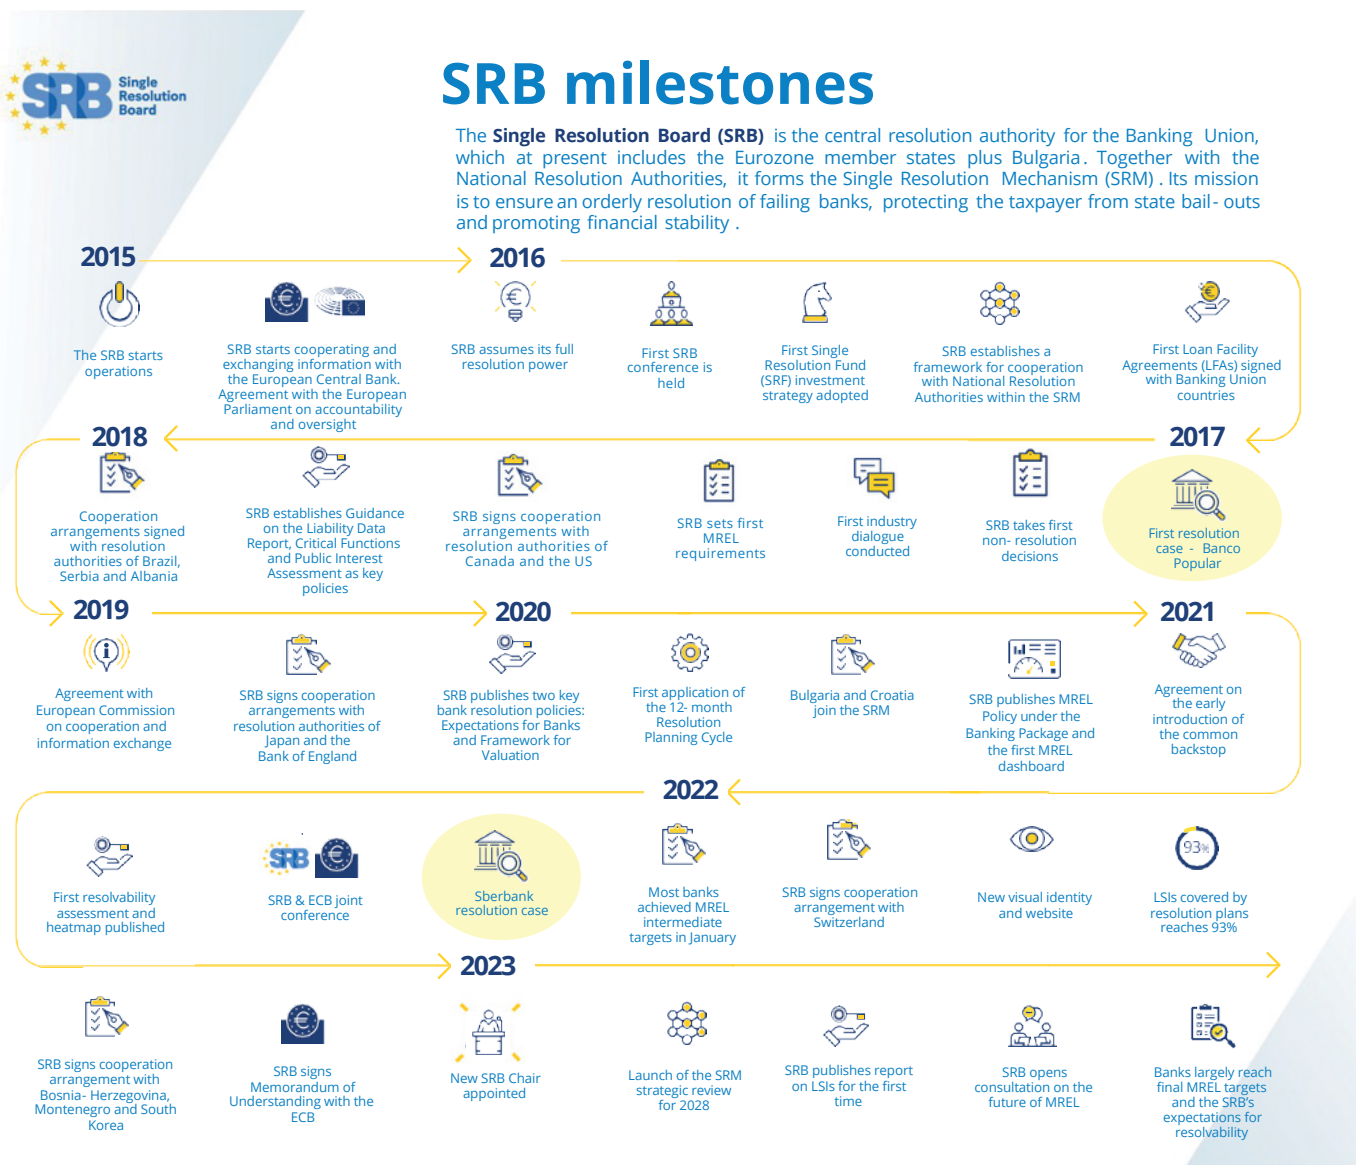 SRB Single
Resolution
Board
SRB milestones
The Single Resolution Board (SRB) is the central resolution authority for the Banking Union,
which at present includes the Eurozone member states plus Bulgaria. Together with the
National Resolution Authorities, it forms the Single Resolution Mechanism (SRM) . Its mission
is to ensure an orderly resolution of failing banks, protecting the taxpayer from state bail- outs
and promoting financial stability .
2015
2016
The SRB starts
operations
SRB starts cooperating and
exchanging information with
the European Central Bank.
Agreement with the European
Parliament on accountability
and oversight
SRB assumes its full
resolution power
First SRB
conference is
held
First Single
Resolution Fund
(SRF) investment
strategy adopted
SRB establishes a
framework for cooperation
with National Resolution
Authorities within the SRM
First Loan Facility
Agreements (LFAs) signed
with Banking Union
countries
2018
2017
Cooperation
arrangements signed
with resolution
authorities of Brazil,
Serbia and Albania
SRB establishes Guidance
on the Liability Data
Report, Critical Functions
and Public Interest
Assessment as key
policies
SRB signs cooperation
arrangements with
resolution authorities of
Canada and the US
SRB sets first
MREL
requirements
First industry
dialogue
conducted
SRB takes first
non- resolution
decisions
First resolution
case - Banco
Popular
2019
2020
2021
Agreement with
European Commission
on cooperation and
information exchange
SRB signs cooperation
arrangements with
resolution authorities of
Japan and the
Bank of England
SRB publishes two key
bank resolution policies:
Expectations for Banks
and Framework for
Valuation
First application of
the 12- month
Resolution
Planning Cycle
Bulgaria and Croatia
join the SRM
SRB publishes MREL
Policy under the
Banking Package and
the first MREL
dashboard
Agreement on
the early
introduction of
the common
backstop
2022
First resolvability
assessment and
heatmap published
SRB
SRB & ECB joint
conference
Sberbank
resolution case
Most banks
achieved MREL
intermediate
targets in January
SRB signs cooperation
arrangement with
Switzerland
New visual identity
and website
93%
LSIs covered by
resolution plans
reaches 93%
2023
SRB signs cooperation
arrangement with
Bosnia- Herzegovina,
Montenegro and South
Korea
SRB signs
Memorandum of
Understanding with the
ECB
New SRB Chair
appointed
Launch of the SRM
strategic review
for 2028
SRB publishes report
on LSIs for the first
time
SRB opens
consultation on the
future of MREL
Banks largely reach
final MREL targets
and the SRB's
expectations for
resolvability